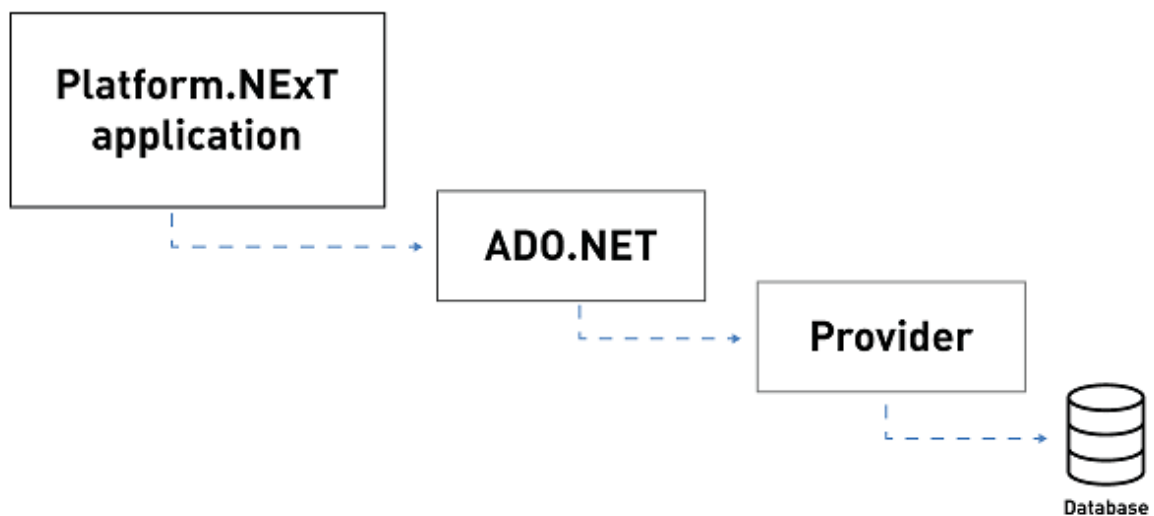 Platform.NExT
application
ADO.NET
Provider
Database